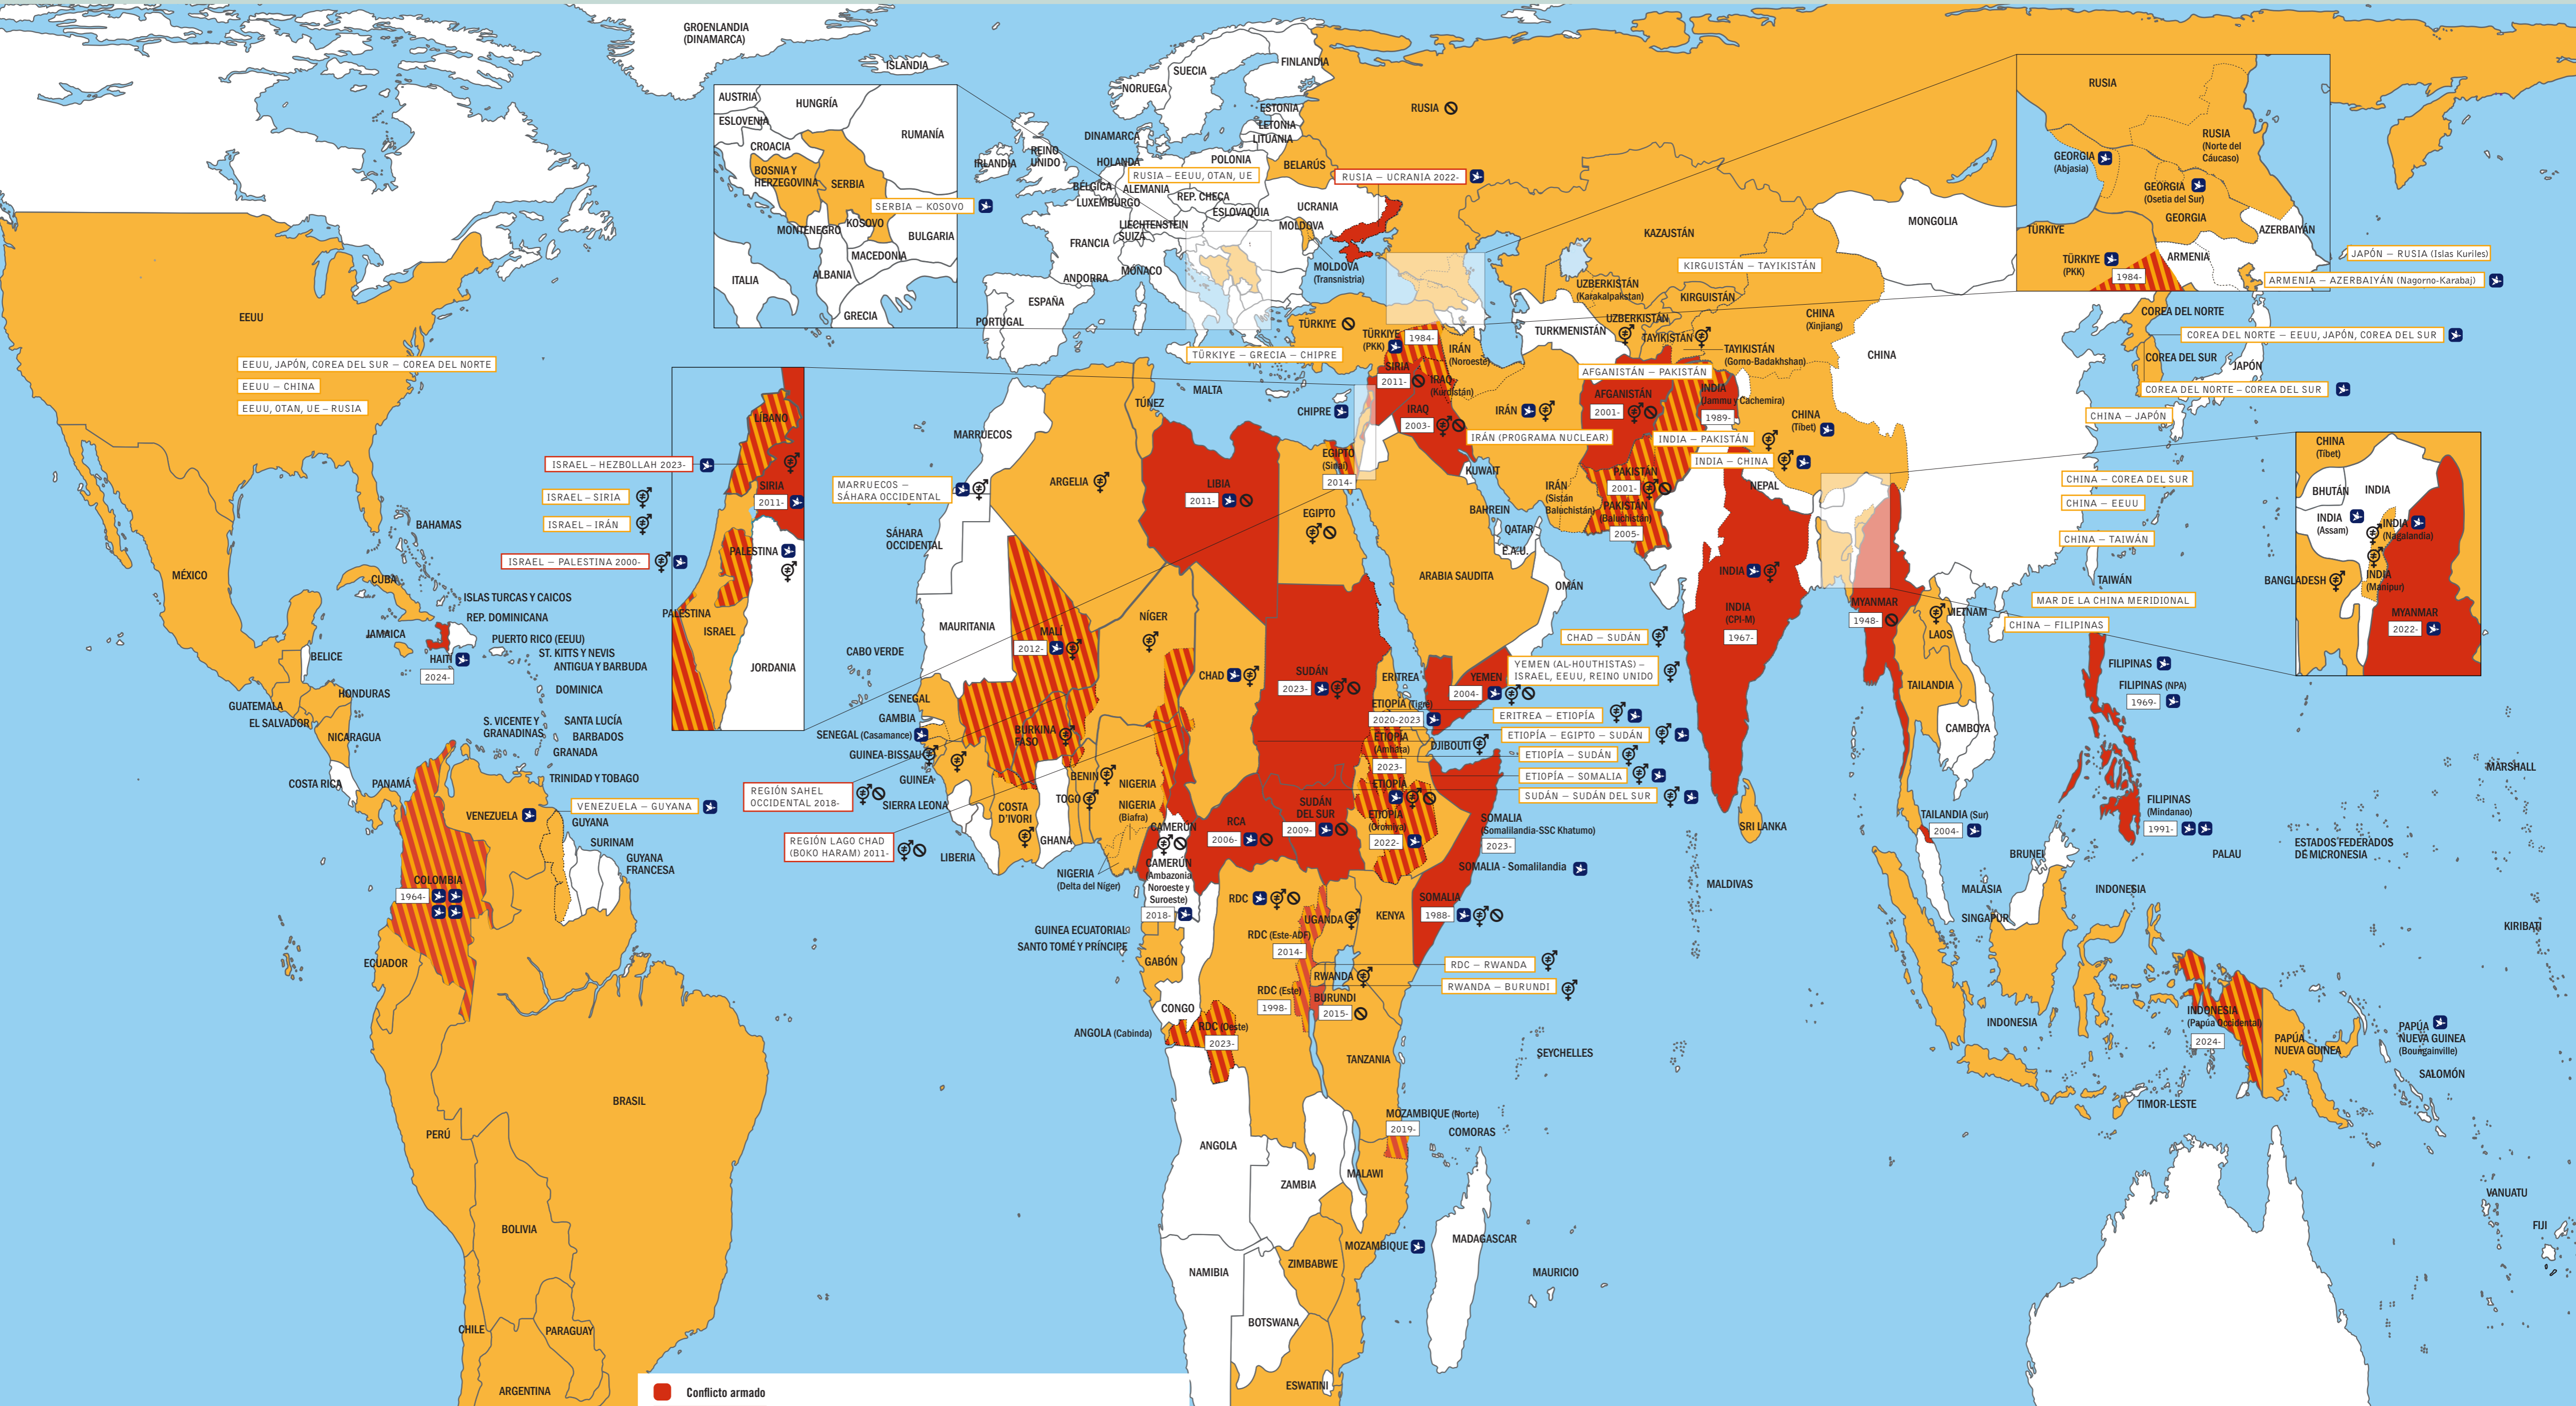 GROENLANDIA
(DINAMARCA)
ISLANDIA
SUECIA
FINLANDIA
NORUEGA
ESTONIA
LETONIA
LITUANIA
DINAMARCA
IRLANDIA
REINO
UNIDO
HOLANDA
POLONIA
BELARÚS
RUSIA
RUSIA – EEUU, OTAN, UE
RUSIA – UCRANIA 2022-
BÉLGICA
ALEMANIA
LUXEMBURGO
REP. CHECA
ESLOVAQUIA
UCRANIA
LIECHTENSTEIN
SUIZA
MOLDOVA
FRANCIA
MÓNACO
ANDORRA
MOLDOVA
(Transnistria)
ESPAÑA
PORTUGAL
KAZAJSTÁN
MONGOLIA
AUSTRIA
HUNGRÍA
ESLOVENIA
RUMANÍA
CROACIA
BOSNIA Y
HERZEGOVINA
SERBIA
SERBIA – KOSOVO
MONTENEGRO
KOSOVO
BULGARIA
MACEDONIA
ALBANIA
ITALIA
GRECIA
RUSIA
RUSIA
(Norte del
Cáucaso)
GEORGIA
(Abjasia)
GEORGIA
(Osetia del Sur)
GEORGIA
TÜRKIYE
AZERBAIYÁN
TÜRKIYE
(PKK)
ARMENIA
1984-
JAPÓN – RUSIA (Islas Kuriles)
ARMENIA – AZERBAIYÁN (Nagorno-Karabaj)
KIRGUISTÁN – TAYIKISTÁN
UZBERKISTÁN
(Karakalpakstan)
KIRGUISTÁN
UZBERKISTÁN
TURKMENISTÁN
TAYIKISTÁN
TAYIKISTÁN
(Gorno-Badakhshan)
CHINA
(Xinjiang)
CHINA
COREA DEL NORTE
COREA DEL NORTE – EEUU, JAPÓN, COREA DEL SUR
COREA DEL SUR
JAPÓN
COREA DEL NORTE – COREA DEL SUR
CHINA – JAPÓN
TÜRKIYE
TÜRKIYE
(PKK)
1984-
TÜRKIYE – GRECIA – CHIPRE
IRÁN
(Noroeste)
SIRIA
2011-
IRAQ
(Kurdistán)
IRAQ
2003-
CHIPRE
MALTA
IRÁN
IRÁN (PROGRAMA NUCLEAR)
AFGANISTÁN – PAKISTÁN
AFGANISTÁN
2001-
INDIA
(Jammu y Cachemira)
1989-
INDIA – PAKISTÁN
INDIA – CHINA
CHINA
(Tíbet)
PAKISTÁN
2001-
PAKISTÁN
(Baluchistán)
2005-
IRÁN
(Sistán
Baluchistán)
NEPAL
KUWAIT
BAHREIN
QATAR
E.A.U.
OMÁN
ARABIA SAUDITA
EEUU
EEUU, JAPÓN, COREA DEL SUR – COREA DEL NORTE
EEUU – CHINA
EEUU, OTAN, UE – RUSIA
MÉXICO
BAHAMAS
CUBA
ISLAS TURCAS Y CAICOS
REP. DOMINICANA
JAMAICA
PUERTO RICO (EEUU)
ST. KITTS Y NEVIS
ANTIGUA Y BARBUDA
HAITÍ
2024-
BELICE
DOMINICA
HONDURAS
GUATEMALA
EL SALVADOR
NICARAGUA
S. VICENTE Y
GRANADINAS
SANTA LUCÍA
BARBADOS
GRANADA
COSTA RICA
PANAMÁ
TRINIDAD Y TOBAGO
VENEZUELA
VENEZUELA – GUYANA
GUYANA
SURINAM
GUYANA
FRANCESA
COLOMBIA
1964-
ECUADOR
BRASIL
PERÚ
BOLIVIA
CHILE
PARAGUAY
ARGENTINA
LÍBANO
ISRAEL – HEZBOLLAH 2023-
SIRIA
2011-
ISRAEL – SIRIA
ISRAEL – IRÁN
ISRAEL – PALESTINA 2000-
PALESTINA
PALESTINA
ISRAEL
JORDANIA
TÚNEZ
MARRUECOS
MARRUECOS –
SÁHARA OCCIDENTAL
ARGELIA
LIBIA
2011-
EGIPTO
(Sinaí)
2014-
EGIPTO
SÁHARA
OCCIDENTAL
MAURITANIA
MALÍ
2012-
NÍGER
CHAD
SUDÁN
2023-
CHAD – SUDÁN
YEMEN (AL-HOUTHISTAS) –
ISRAEL, EEUU, REINO UNIDO
YEMEN
2004-
ERITREA
ERITREA – ETIOPÍA
ETIOPÍA (Tigré)
2020-2023
ETIOPÍA – EGIPTO – SUDÁN
ETIOPÍA
(Amhara)
2023-
DJIBOUTI
ETIOPÍA – SUDÁN
ETIOPÍA – SOMALIA
ETIOPÍA
SUDÁN – SUDÁN DEL SUR
ETIOPÍA
(Oromiya)
2022-
SOMALIA
(Somalilandia-SSC Khatumo)
2023-
SOMALIA - Somalilandia
SOMALIA
1988-
CABO VERDE
SENEGAL
GAMBIA
SENEGAL (Casamance)
GUINEA-BISSAU
GUINEA
SIERRA LEONA
LIBERIA
BURKINA
FASO
REGIÓN SAHEL
OCCIDENTAL 2018-
REGIÓN LAGO CHAD
(BOKO HARAM) 2011-
COSTA
D'IVORI
GHANA
TOGO
BENIN
NIGERIA
NIGERIA
(Biafra)
NIGERIA
(Delta del Níger)
CAMERÚN
CAMERÚN
(Ambazonia
Noroeste y
Suroeste)
2018-
RCA
2006-
SUDÁN
DEL SUR
2009-
GUINEA ECUATORIAL
SANTO TOMÉ Y PRÍNCIPE
GABÓN
CONGO
RDC
RDC (Este-ADF)
2014-
UGANDA
KENYA
RWANDA
RDC – RWANDA
RWANDA – BURUNDI
RDC (Este)
1998-
BURUNDI
2015-
RDC (Oeste)
2023-
ANGOLA (Cabinda)
TANZANIA
SEYCHELLES
MOZAMBIQUE (Norte)
2019-
COMORAS
ANGOLA
MALAWI
ZAMBIA
MOZAMBIQUE
MADAGASCAR
ZIMBABWE
NAMIBIA
MAURICIO
BOTSWANA
ESWATINI
INDIA
INDIA
(CPI-M)
1967-
SRI LANKA
MALDIVAS
MYANMAR
1948-
VIETNAM
LAOS
TAILANDIA
CAMBOYA
TAILANDIA (Sur)
2004-
CHINA – COREA DEL SUR
CHINA – EEUU
CHINA – TAIWÁN
TAIWÁN
MAR DE LA CHINA MERIDIONAL
CHINA – FILIPINAS
FILIPINAS
FILIPINAS (NPA)
1969-
FILIPINAS
(Mindanao)
1991-
CHINA
(Tíbet)
BHUTÁN
INDIA
INDIA
(Assam)
INDIA
(Nagalandia)
BANGLADESH
INDIA
(Manipur)
MYANMAR
2022-
BRUNEI
MALASIA
SINGAPUR
INDONESIA
INDONESIA
PALAU
ESTADOS FEDERADOS
DE MICRONESIA
MARSHALL
KIRIBATI
INDONESIA
(Papúa Occidental)
2024-
PAPÚA
NUEVA GUINEA
PAPÚA
NUEVA GUINEA
(Bougainville)
SALOMÓN
TIMOR-LESTE
VANUATU
FIJI
Conflicto armado